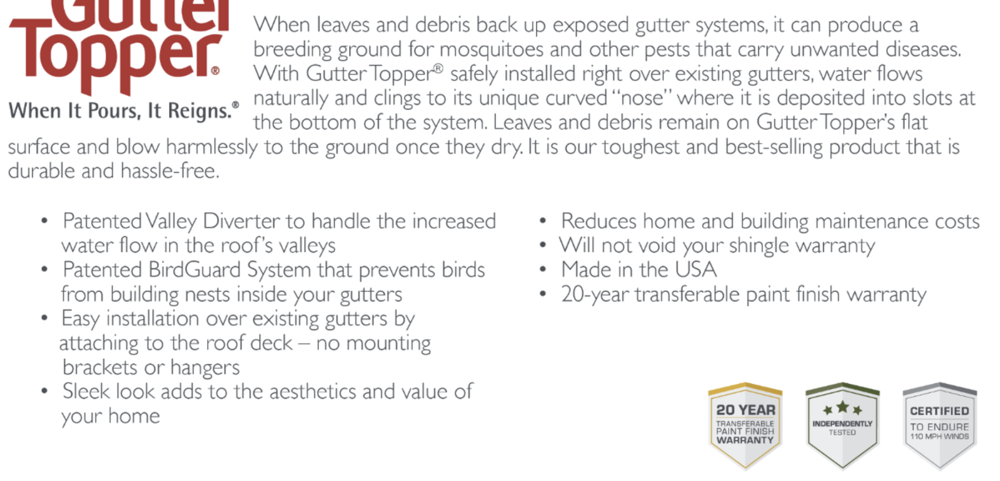 Gutter
Topper®
When It Pours, It Reigns.®
When leaves and debris back up exposed gutter systems, it can produce a
breeding ground for mosquitoes and other pests that carry unwanted diseases.
With Gutter Topper® safely installed right over existing gutters, water flows
naturally and clings to its unique curved “nose” where it is deposited into slots at
the bottom of the system. Leaves and debris remain on Gutter Topper’s flat
surface and blow harmlessly to the ground once they dry. It is our toughest and best-selling product that is
durable and hassle-free.
• Patented Valley Diverter to handle the increased
water flow in the roof’s valleys
• Patented BirdGuard System that prevents birds
from building nests inside your gutters
• Easy installation over existing gutters by
attaching to the roof deck – no mounting
brackets or hangers
• Sleek look adds to the aesthetics and value of
your home
• Reduces home and building maintenance costs
• Will not void your shingle warranty
• Made in the USA
• 20-year transferable paint finish warranty
20 YEAR
TRANSFERABLE
PAINT FINISH
WARRANTY
INDEPENDENTLY
TESTED
CERTIFIED
TO ENDURE
110 MPH WINDS